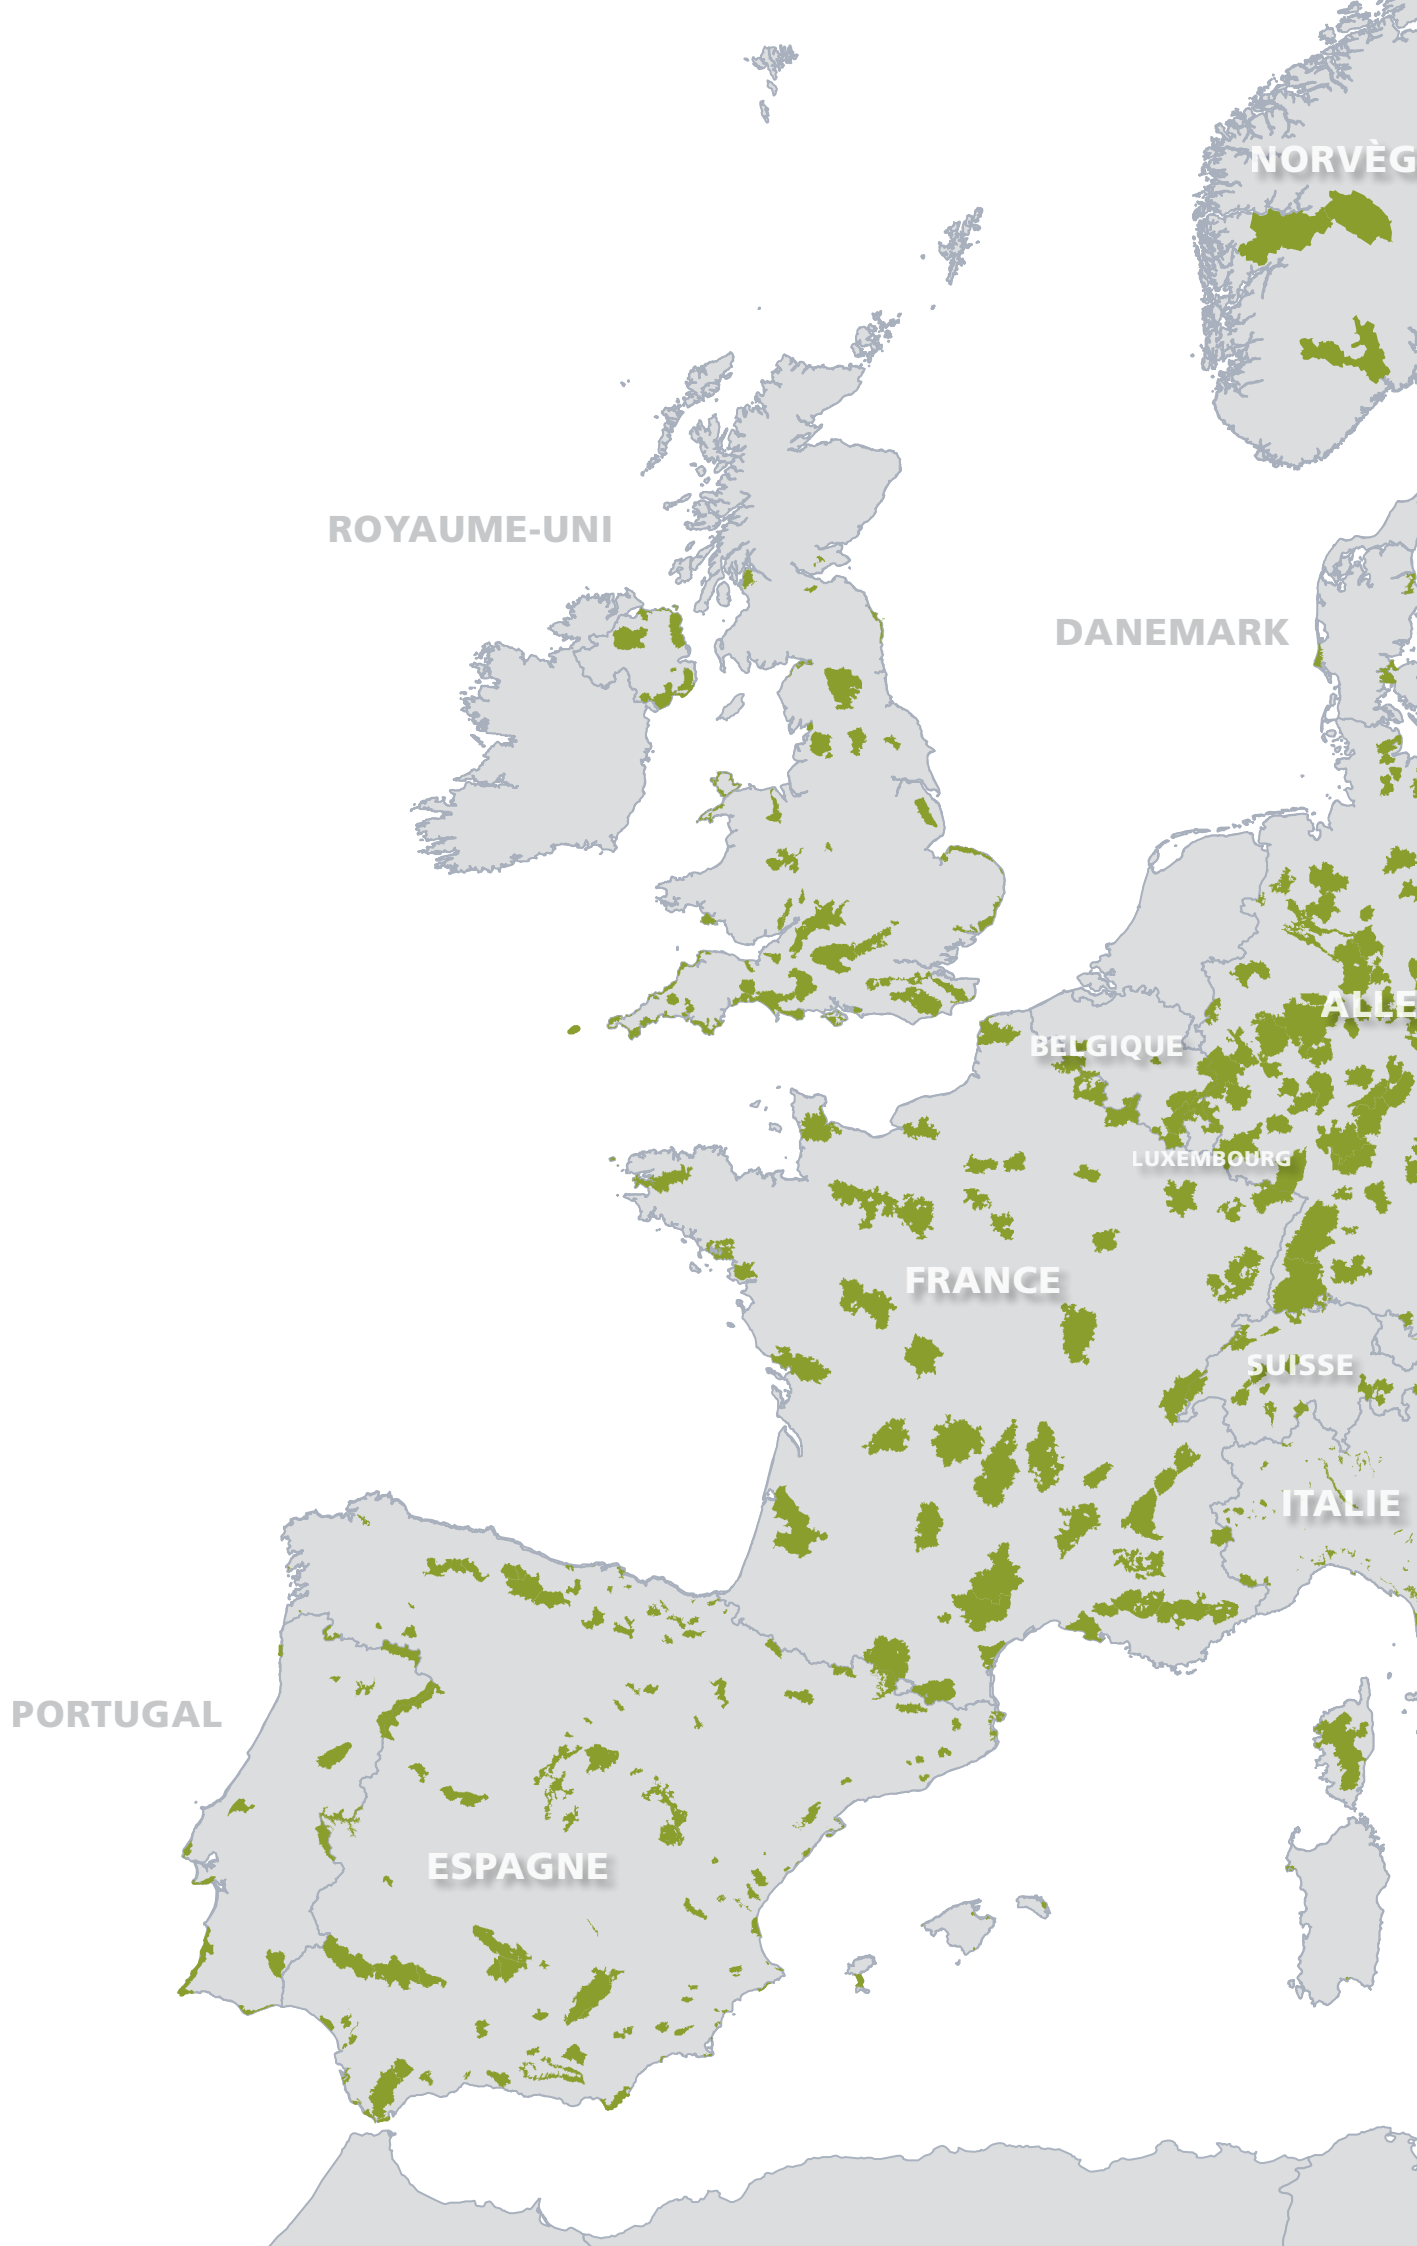 NORVÈG
ROYAUME-UNI
DANEMARK
ALLE
BELGIQUE
LUXEMBOURG
FRANCE
SUISSE
ITALIE
PORTUGAL
ESPAGNE